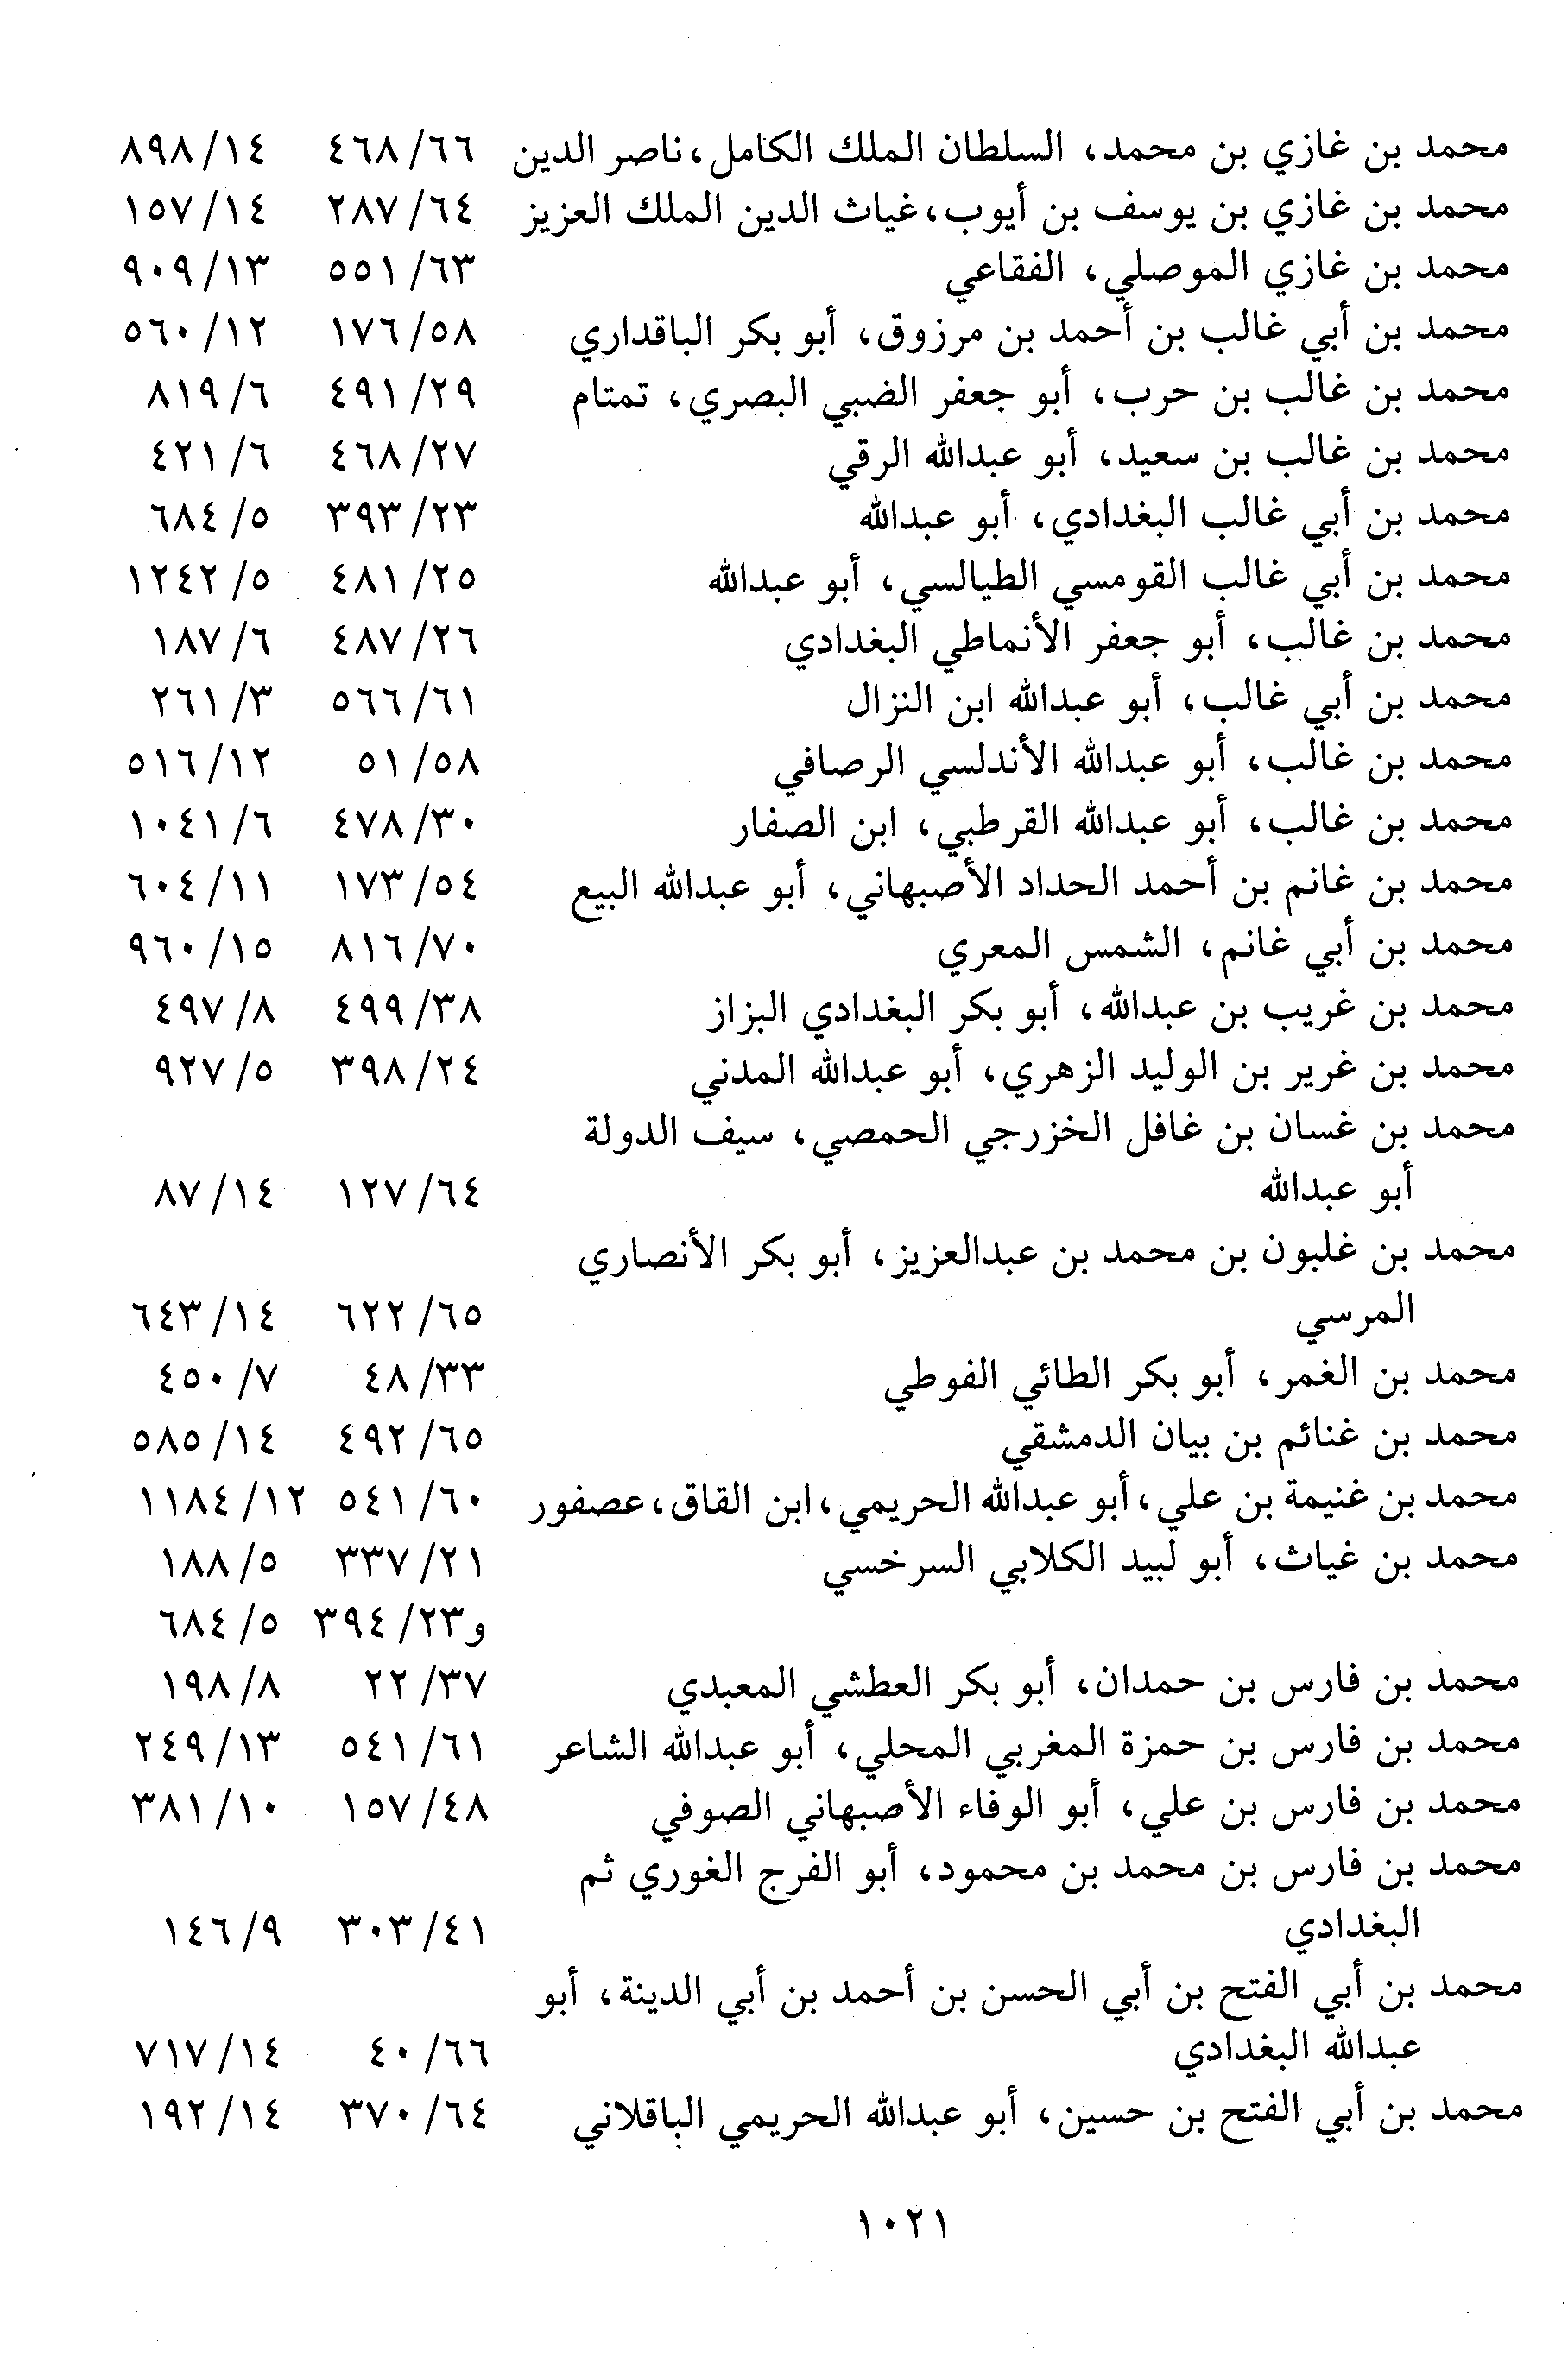 محمد بن غازي بن محمد، السلطان الملك الكامل، ناصر الدين ٤٦٨/٦٦ ٨٩٨/١٤
محمد بن غازي بن يوسف بن أيوب، غياث الدين الملك العزيز ٢٨٧/٦٤ ١٥٧/١٤
محمد بن غازي الموصلي، الفقاعي ٥٥١/٦٣ ٩٠٩/١٣
محمد بن أبي غالب بن أحمد بن مرزوق، أبو بكر الباقداري ١٧٦/٥٨ ٥٦٠/١٢
محمد بن غالب بن حرب، أبو جعفر الضبي البصري، تمتام ٤٩١/٢٩ ٨١٩/٦
محمد بن غالب بن سعيد، أبو عبدالله الرقي ٤٦٨/٢٧ ٤٢١/٦
محمد بن أبي غالب البغدادي، أبو عبدالله ٣٩٣/٢٣ ٦٨٤/٥
محمد بن أبي غالب القومسي الطيالسي، أبو عبدالله ٤٨١/٢٥ ١٢٤٢/٥
محمد بن غالب، أبو جعفر الأنماطي البغدادي ٤٨٧/٢٦ ١٨٧/٦
محمد بن أبي غالب، أبو عبدالله ابن النزال ٥٦٦/٦١ ٢٦١/٣
محمد بن غالب، أبو عبدالله الأندلسي الرصافي ٥١/٥٨ ٥١٦/١٢
محمد بن غالب، أبو عبدالله القرطبي، ابن الصفار ٤٧٨/٣٠ ١٠٤١/٦
محمد بن غانم بن أحمد الحداد الأصبهاني، أبو عبدالله البيع ١٧٣/٥٤ ٦٠٤/١١
محمد بن أبي غانم، الشمس المعري ٨١٦/٧٠ ٩٦٠/١٥
محمد بن غريب بن عبدالله، أبو بكر البغدادي البزاز ٤٩٩/٣٨ ٤٩٧/٨
محمد بن غرير بن الوليد الزهري، أبو عبدالله المدني ٣٩٨/٢٤ ٩٢٧/٥
محمد بن غسان بن غافل الخزرجي الحمصي، سيف الدولة
أبو عبدالله ١٢٧/٦٤ ٨٧/١٤
محمد بن غلبون بن محمد بن عبدالعزيز، أبو بكر الأنصاري
المرسي ٦٢٢/٦٥ ٦٤٣/١٤
محمد بن الغمر، أبو بكر الطائي الفوطي ٤٨/٣٣ ٤٥٠/٧
محمد بن غنائم بن بيان الدمشقي ٤٩٢/٦٥ ٥٨٥/١٤
محمد بن غنيمة بن علي، أبو عبدالله الحريمي، ابن القاق، عصفور ٥٤١/٦٠ ١١٨٤/١٢
محمد بن غياث، أبو لبيد الكلابي السرخسي ٣٣٧/٢١ ١٨٨/٥
و٣٩٤/٢٣ ٦٨٤/٥
محمد بن فارس بن حمدان، أبو بكر العطشي المعبدي ٢٢/٣٧ ١٩٨/٨
محمد بن فارس بن حمزة المغربي المحلي، أبو عبدالله الشاعر ٥٤١/٦١ ٢٤٩/١٣
محمد بن فارس بن علي، أبو الوفاء الأصبهاني الصوفي ١٥٧/٤٨ ٣٨١/١٠
محمد بن فارس بن محمد بن محمود، أبو الفرج الغوري ثم
البغدادي ٣٠٣/٤١ ١٤٦/٩
محمد بن أبي الفتح بن أبي الحسن بن أحمد بن أبي الدينة، أبو
عبدالله البغدادي ٤٠/٦٦ ٧١٧/١٤
محمد بن أبي الفتح بن حسين، أبو عبدالله الحريمي الباقلاني ٣٧٠/٦٤ ١٩٢/١٤
١٠٢١